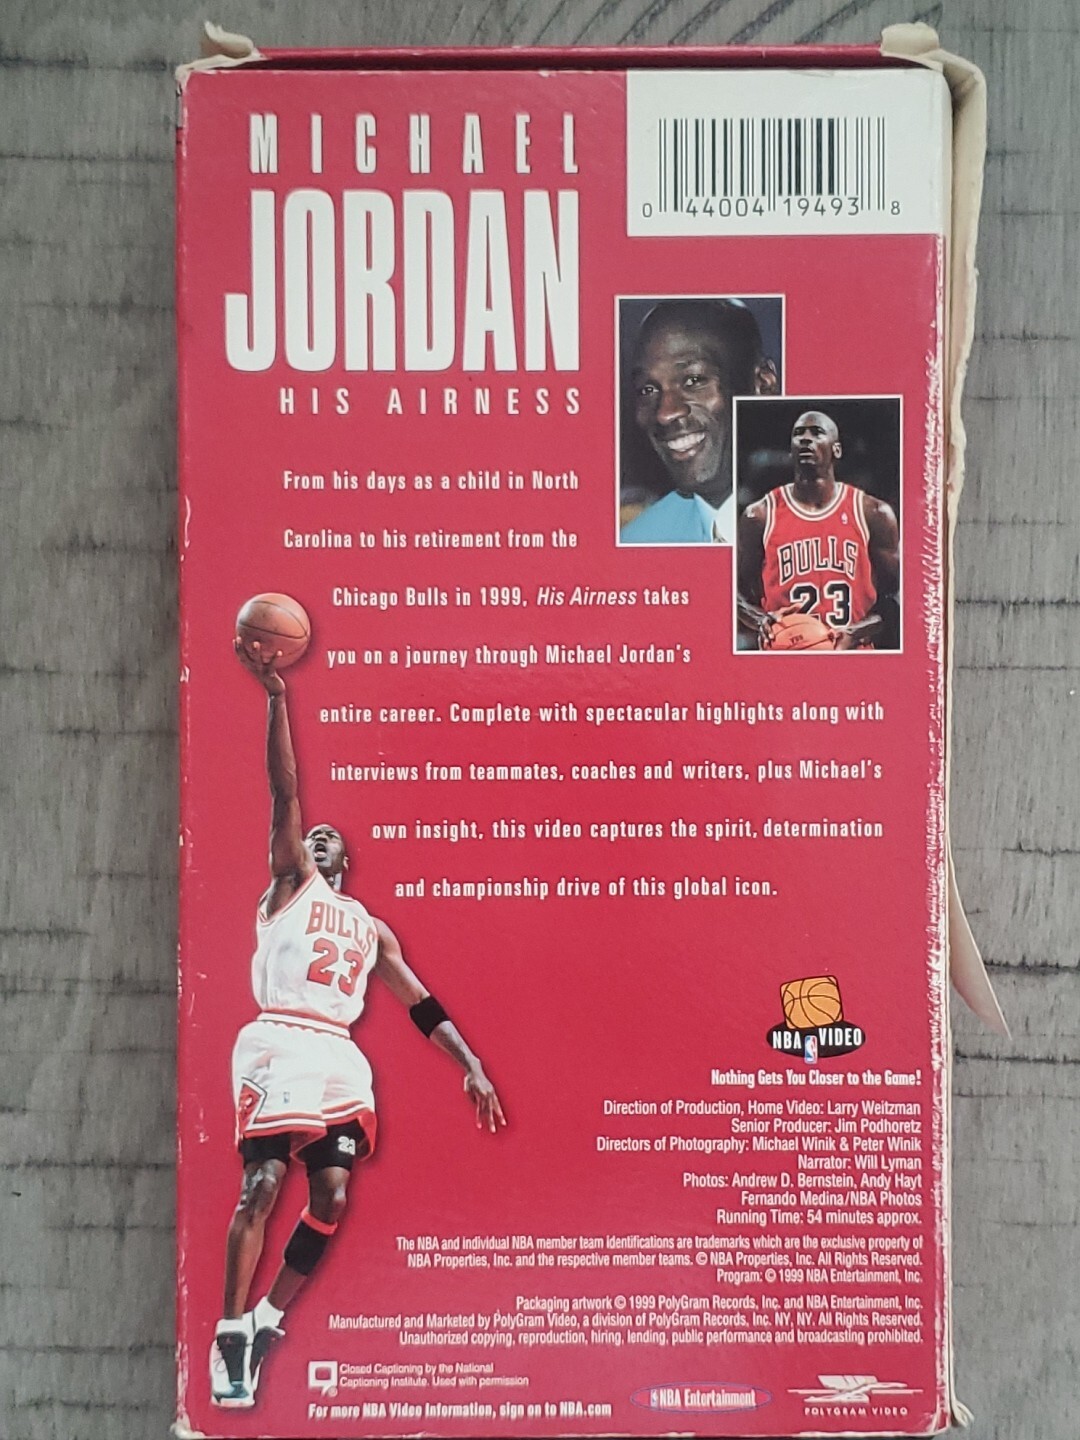 MICHAEL
JORDAN
HIS AIRNESS
0 44004 19493 8
From his days as a child in North
Carolina to his retirement from the
Chicago Bulls in 1999, His Airness takes
you on a journey through Michael Jordan's
entire career. Complete with spectacular highlights along with
interviews from teammates, coaches and writers, plus Michael's
own insight, this video captures the spirit, determination
and championship drive of this global icon.
BULLS
23
BULLS
23
23
NBA VIDEO
Nothing Gets You Closer to the Game!
Direction of Production, Home Video: Larry Weitzman
Senior Producer: Jim Podhoretz
Directors of Photography: Michael Winik & Peter Winik
Narrator: Will Lyman
Photos: Andrew D. Bernstein, Andy Hayt
Fernando Medina/NBA Photos
Running Time: 54 minutes approx.
The NBA and individual NBA member team identifications are trademarks which are the exclusive property of
NBA Properties, Inc. and the respective member teams. © NBA Properties, Inc. All Rights Reserved.
Program: © 1999 NBA Entertainment, Inc.
Packaging artwork © 1999 PolyGram Records, Inc. and NBA Entertainment, Inc.
Manufactured and Marketed by PolyGram Video, a division of PolyGram Records, Inc. NY, NY. All Rights Reserved.
Unauthorized copying, reproduction, hiring, lending, public performance and broadcasting prohibited.
Closed Captioning by the National
Captioning Institute. Used with permission
For more NBA Video Information, sign on to NBA.com
NBA Entertainment
POLYGRAM VIDEO